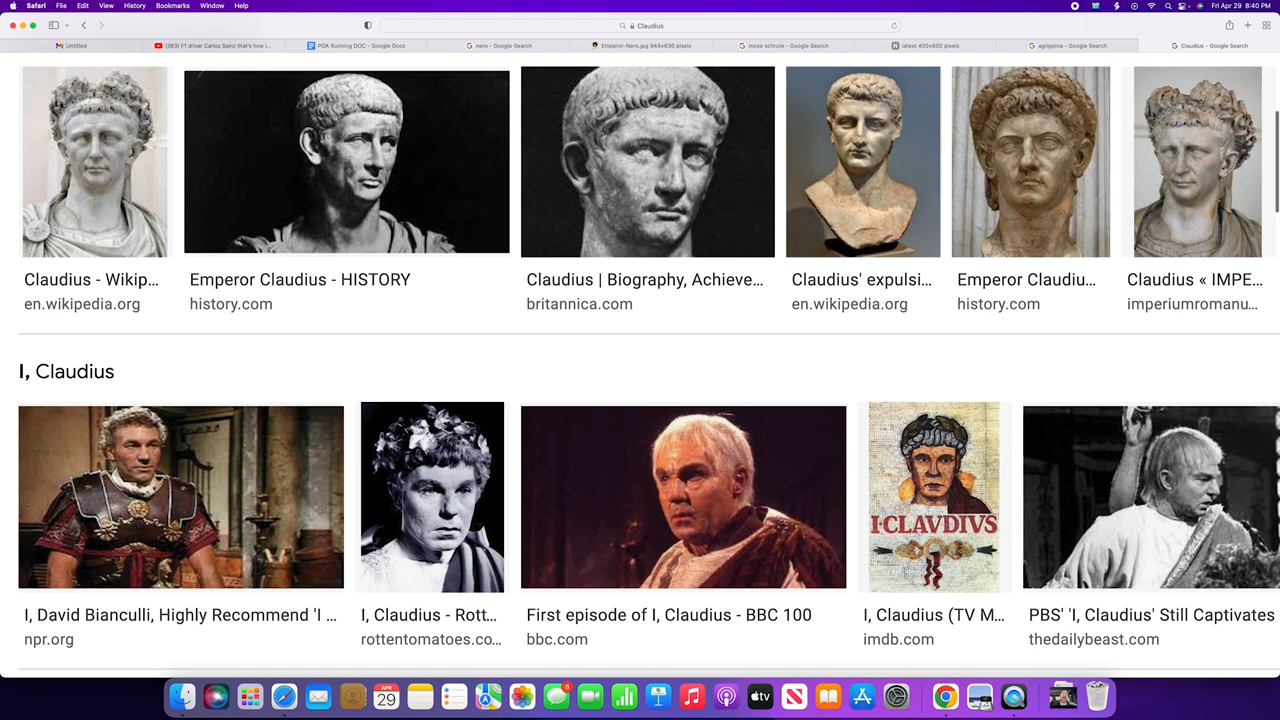 Safari File Edit View History Bookmarks Window Help
Fri Apr 29 8:40 PM
Claudius
Untitled
(363) F1 driver Carlos Sainz that's how i...
POA Running DOC - Google Docs
nero - Google Search
Emperor-Nero.jpg 944×630 pixels
mose schrute - Google Search
latest 400×600 pixels
agrippina - Google Search
Claudius - Google Search
Claudius - Wikip...
en.wikipedia.org
Emperor Claudius - HISTORY
history.com
Claudius | Biography, Achieve...
britannica.com
Claudius' expulsi...
en.wikipedia.org
Emperor Claudiu...
history.com
Claudius « IMPE...
imperiumromanu...
I, Claudius
I·CLAVDIVS
I, David Bianculli, Highly Recommend 'I ...
npr.org
I, Claudius - Rott...
rottentomatoes.co...
First episode of I, Claudius - BBC 100
bbc.com
I, Claudius (TV M...
imdb.com
PBS' 'I, Claudius' Still Captivates
thedailybeast.com
APR
29
8
tv